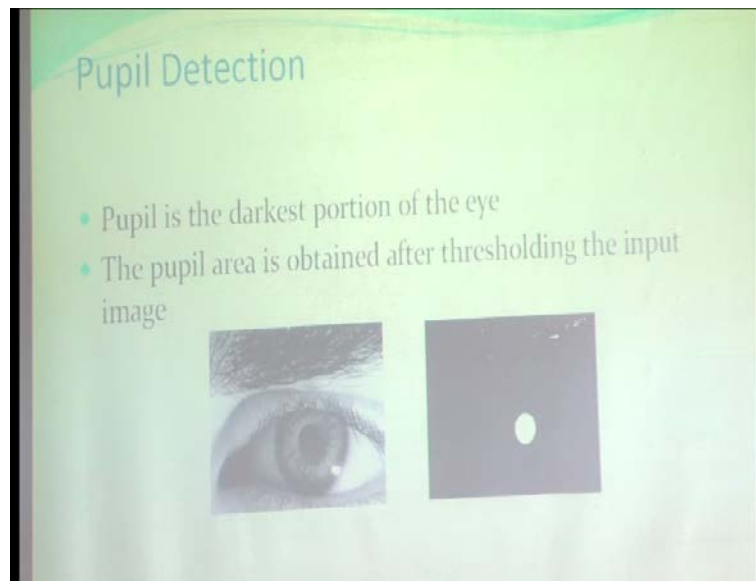 Pupil Detection
Pupil is the darkest portion of the eye
The pupil area is obtained after thresholding the input
image